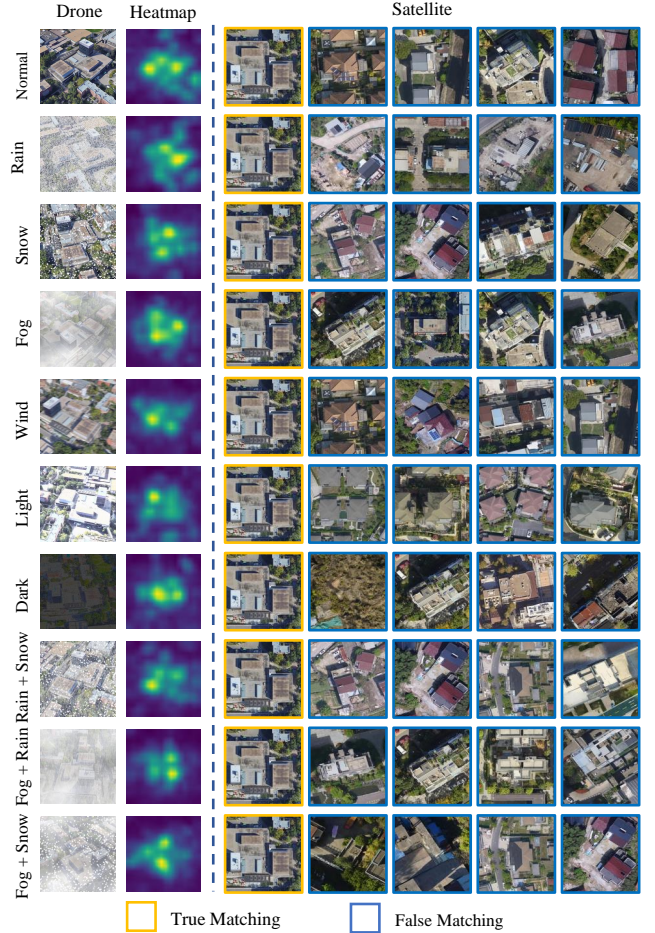 Drone Heatmap Satellite
Normal
Rain
Snow
Fog
Wind
Light
Dark
Rain + Snow
Fog + Rain
Fog + Snow
True Matching False Matching